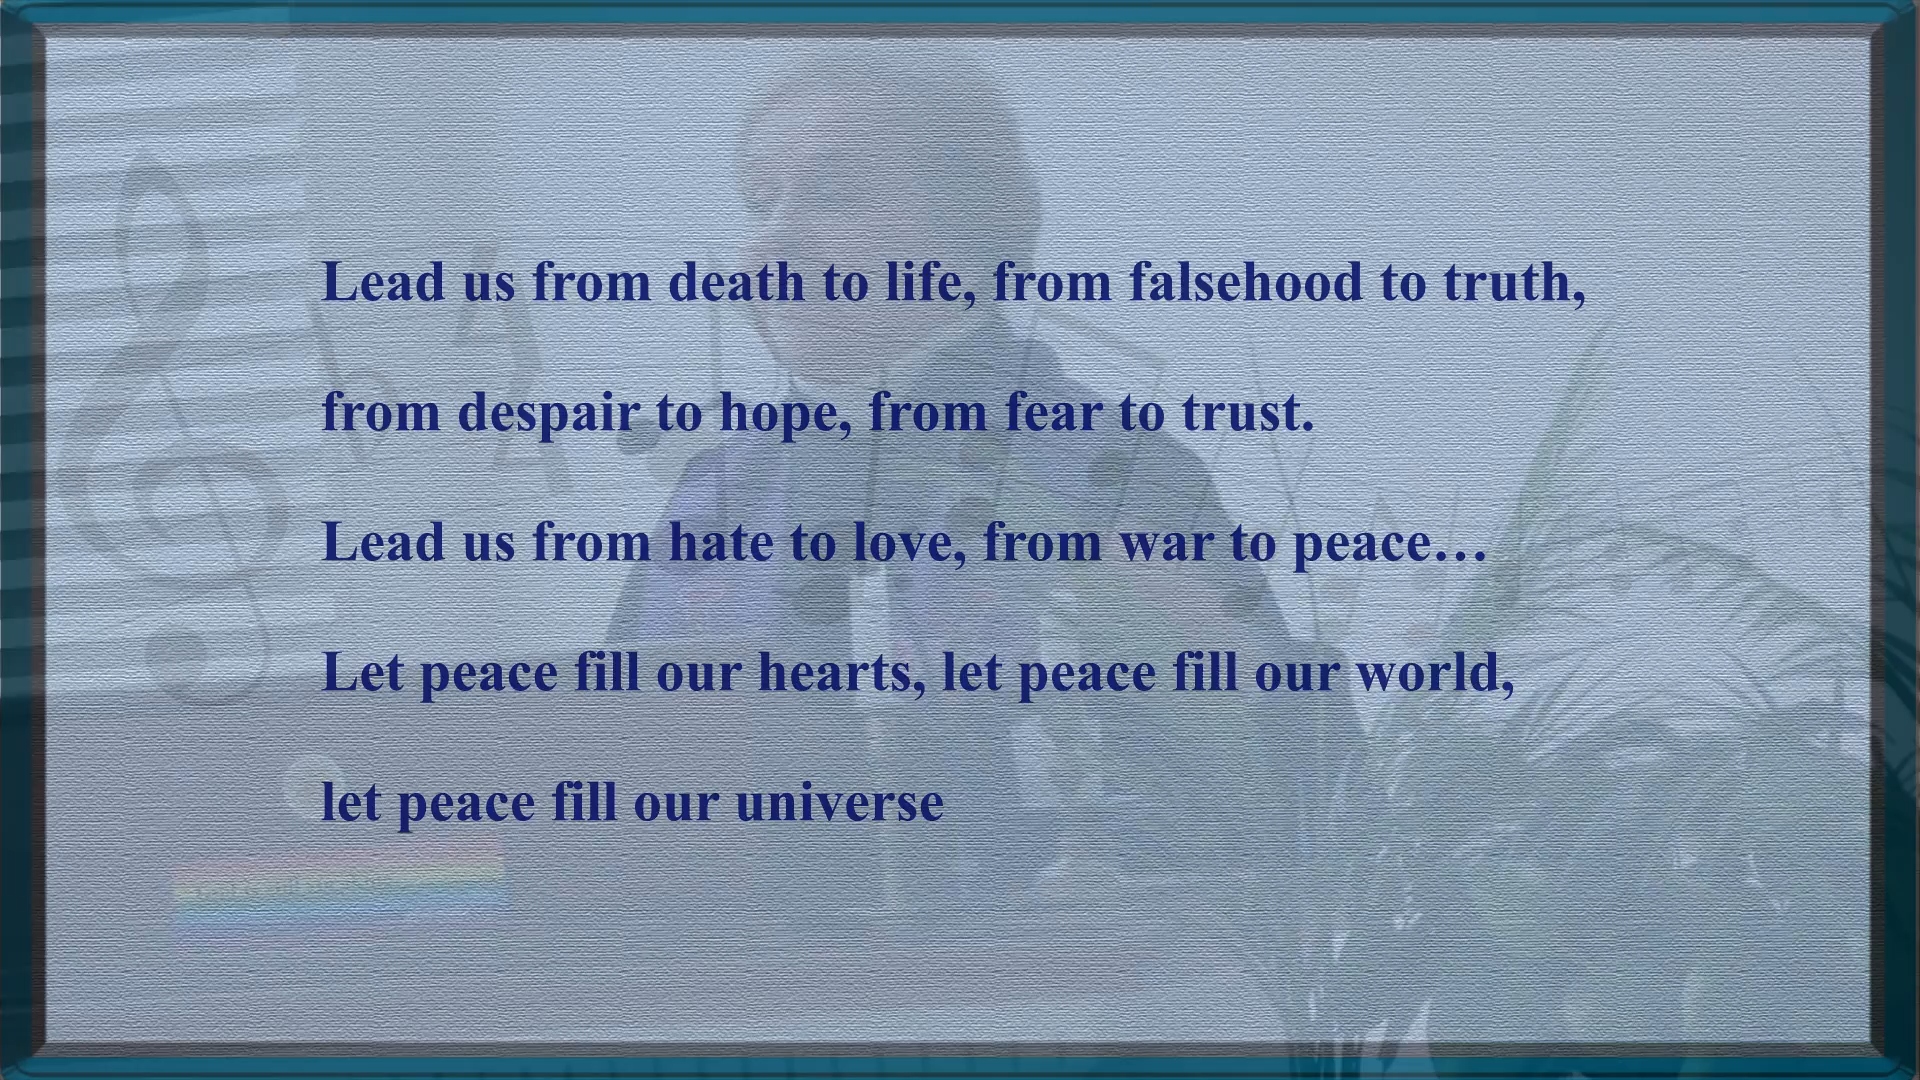 Lead us from death to life, from falsehood to truth,
from despair to hope, from fear to trust.
Lead us from hate to love, from war to peace…
Let peace fill our hearts, let peace fill our world,
let peace fill our universe